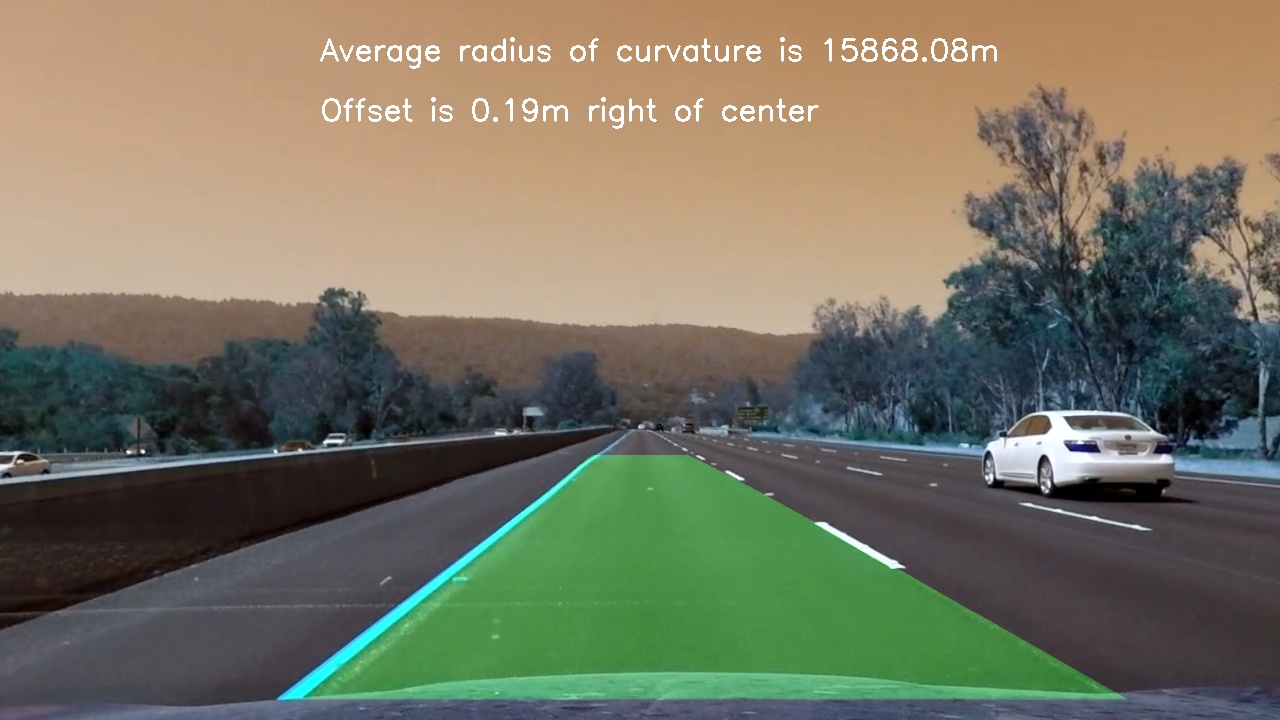 Average radius of curvature is 15868.08m
Offset is 0.19m right of center